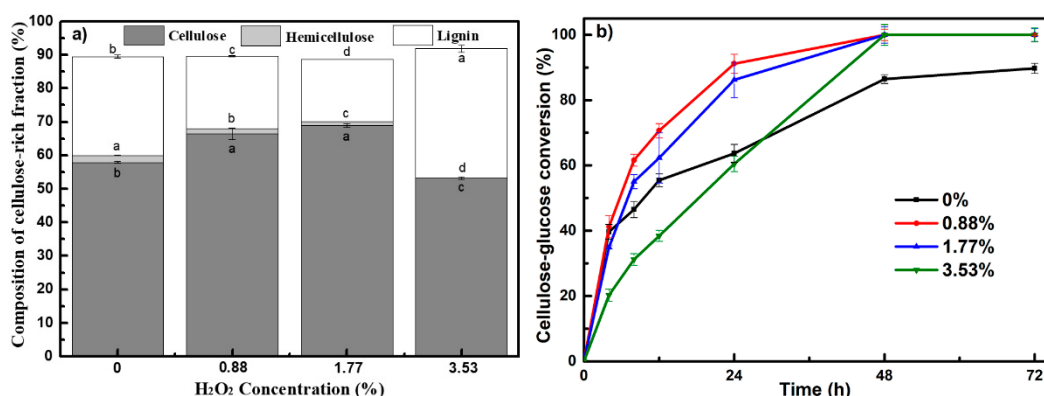 a)
Cellulose
Hemicellulose
Lignin
Composition of cellulose-rich fraction (%)
100
90
80
70
60
50
40
30
20
10
0
b
c
d
a
a
b
b
a
c
a
d
c
0
0.88
1.77
3.53
H₂O₂ Concentration (%)
b)
Cellulose-glucose conversion (%)
100
80
60
40
20
0
0%
0.88%
1.77%
3.53%
0
24
48
72
Time (h)